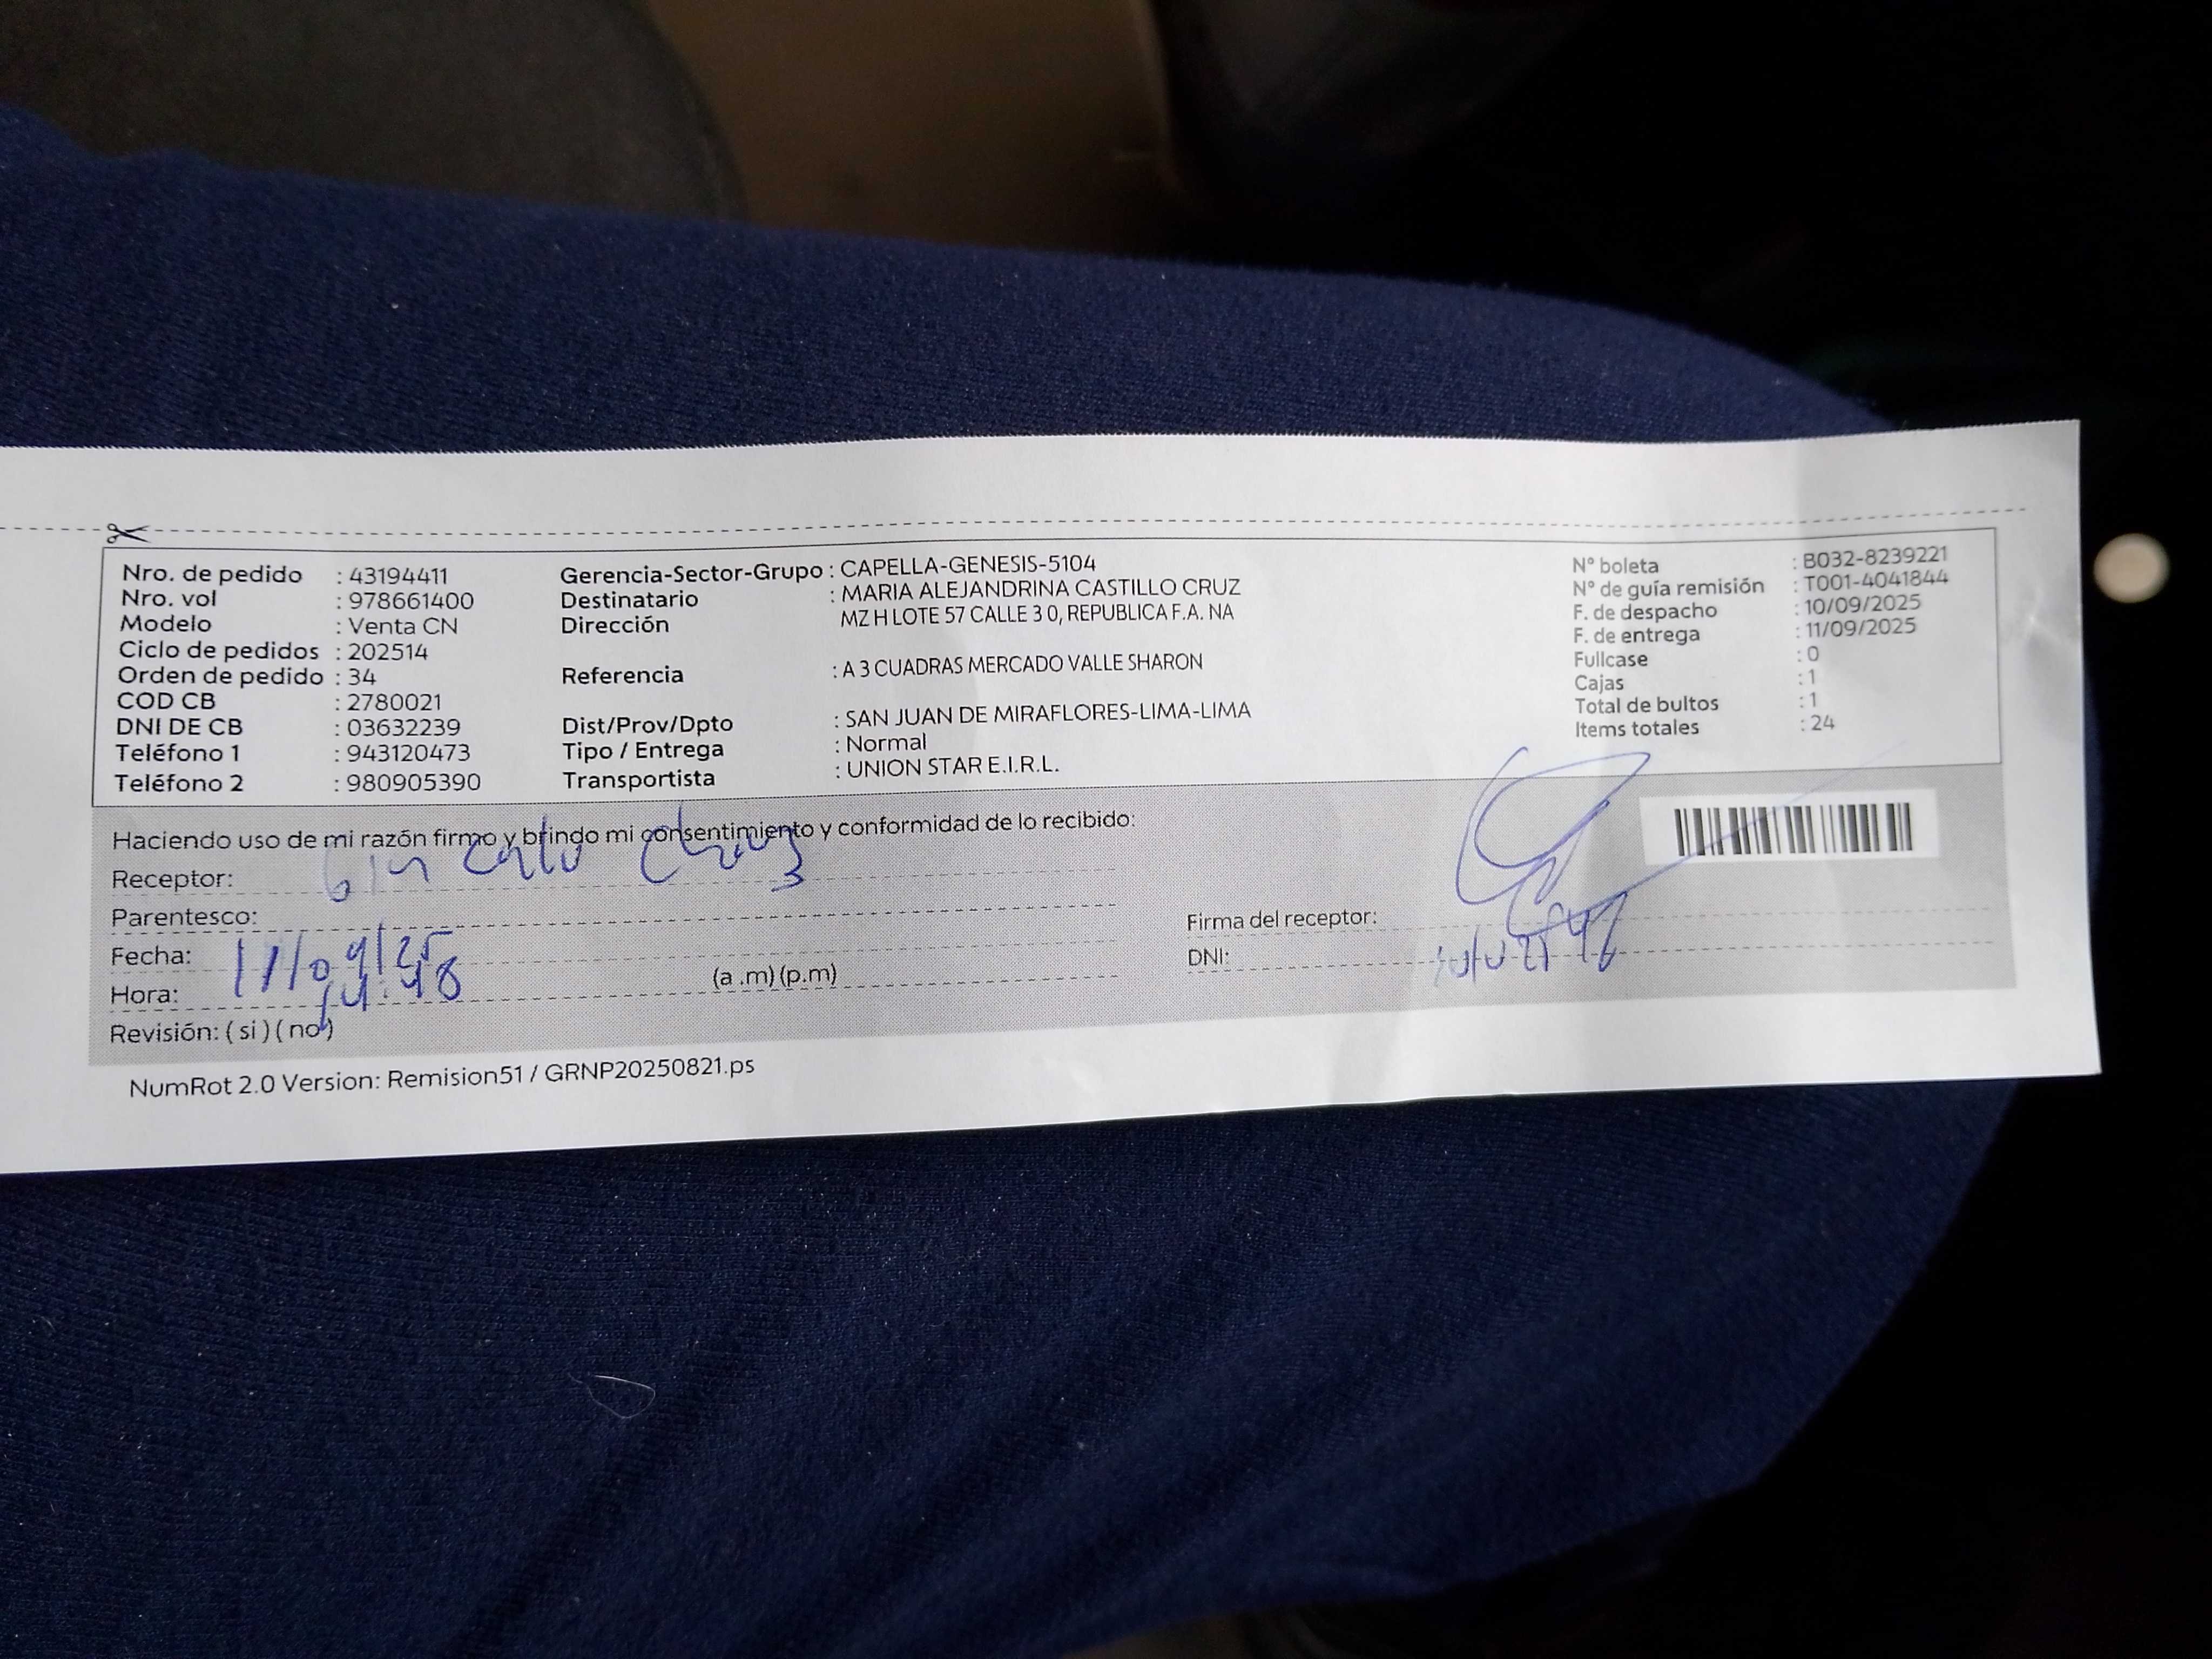 Nro. de pedido : 43194411
Nro. vol : 978661400
Modelo : Venta CN
Ciclo de pedidos : 202514
Orden de pedido : 34
COD CB : 2780021
DNI DE CB : 03632239
Teléfono 1 : 943120473
Teléfono 2 : 980905390
Gerencia-Sector-Grupo : CAPELLA-GENESIS-5104
Destinatario : MARIA ALEJANDRINA CASTILLO CRUZ
Dirección MZ H LOTE 57 CALLE 3 0, REPUBLICA F.A. NA
Referencia : A 3 CUADRAS MERCADO VALLE SHARON
Dist/Prov/Dpto : SAN JUAN DE MIRAFLORES-LIMA-LIMA
Tipo / Entrega : Normal
Transportista : UNION STAR E.I.R.L.
Nº boleta : B032-8239221
Nº de guía remisión : T001-4041844
F. de despacho : 10/09/2025
F. de entrega : 11/09/2025
Fullcase : 0
Cajas : 1
Total de bultos : 1
Items totales : 24
Haciendo uso de mi razón firmo y brindo mi consentimiento y conformidad de lo recibido:
Receptor:
Parentesco:
Fecha: 11/09/25
Hora: 14:48 (a .m) (p.m)
Revisión: ( si ) ( no )
Firma del receptor:
DNI:
NumRot 2.0 Version: Remision51 / GRNP20250821.ps